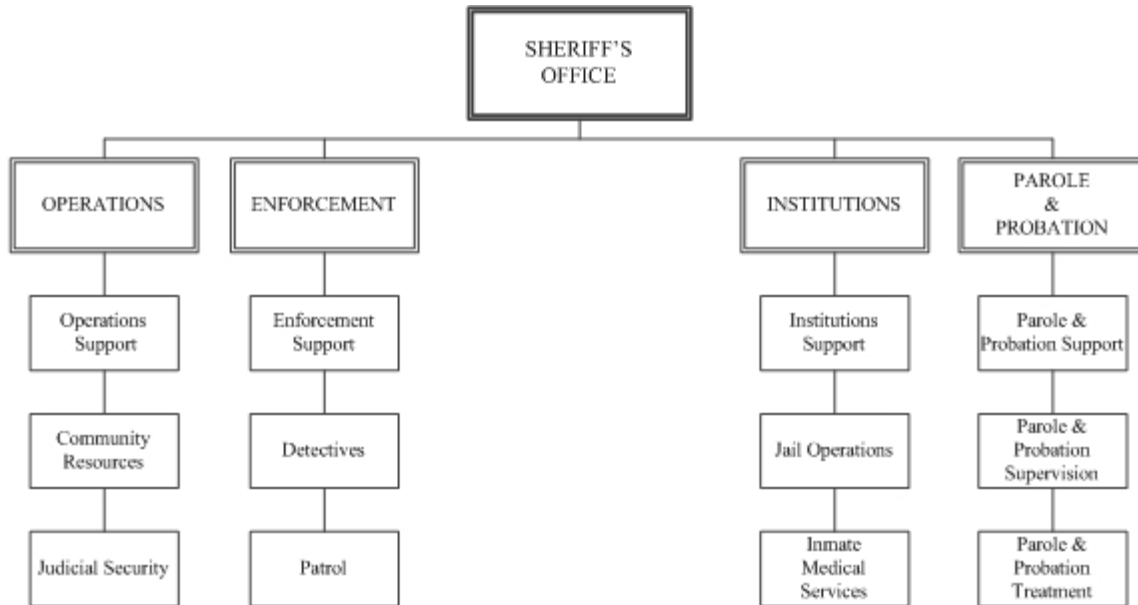 SHERIFF'S
OFFICE
OPERATIONS
ENFORCEMENT
INSTITUTIONS
PAROLE
&
PROBATION
Operations
Support
Enforcement
Support
Institutions
Support
Parole &
Probation Support
Community
Resources
Detectives
Jail Operations
Parole &
Probation
Supervision
Judicial Security
Patrol
Inmate
Medical
Services
Parole &
Probation
Treatment